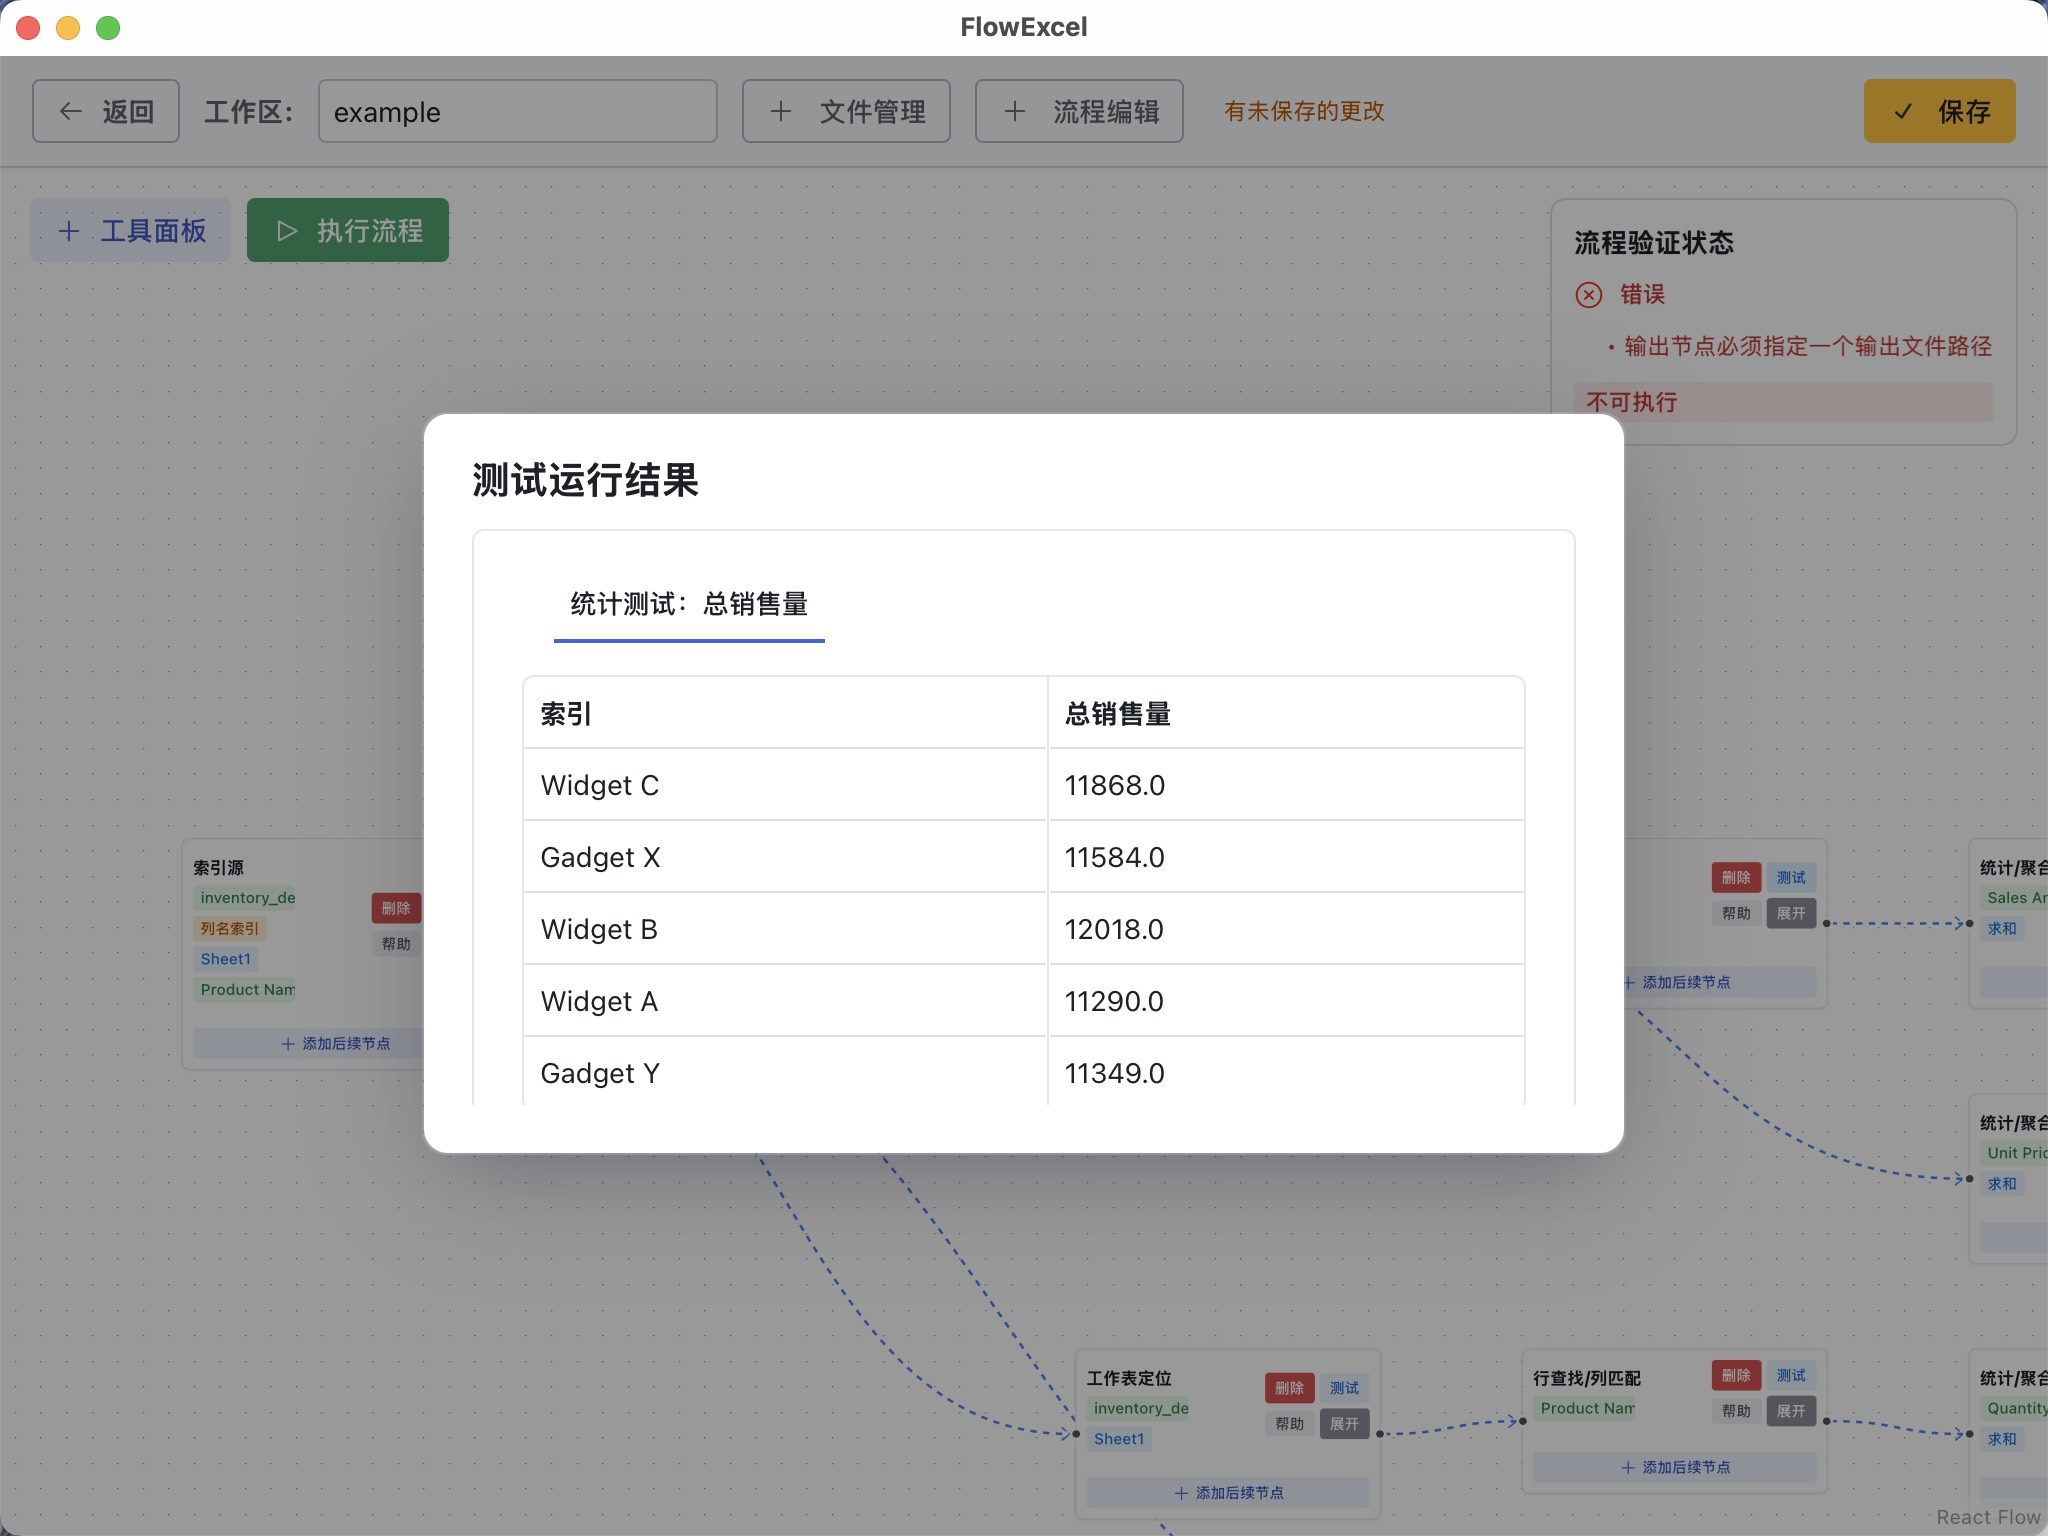 FlowExcel
返回
工作区:
example
文件管理
流程编辑
有未保存的更改
保存
工具面板
执行流程
流程验证状态
错误
• 输出节点必须指定一个输出文件路径
不可执行
测试运行结果
统计测试：总销售量
索引 总销售量
Widget C 11868.0
Gadget X 11584.0
Widget B 12018.0
Widget A 11290.0
Gadget Y 11349.0
索引源
inventory_de
列名索引
Sheet1
Product Nam
删除
帮助
+ 添加后续节点
删除 测试
帮助 展开
+ 添加后续节点
统计/聚合
Sales Ar
求和
统计/聚合
Unit Pric
求和
工作表定位
inventory_de
Sheet1
删除 测试
帮助 展开
+ 添加后续节点
行查找/列匹配
Product Nam
删除 测试
帮助 展开
+ 添加后续节点
统计/聚合
Quantity
求和
React Flow